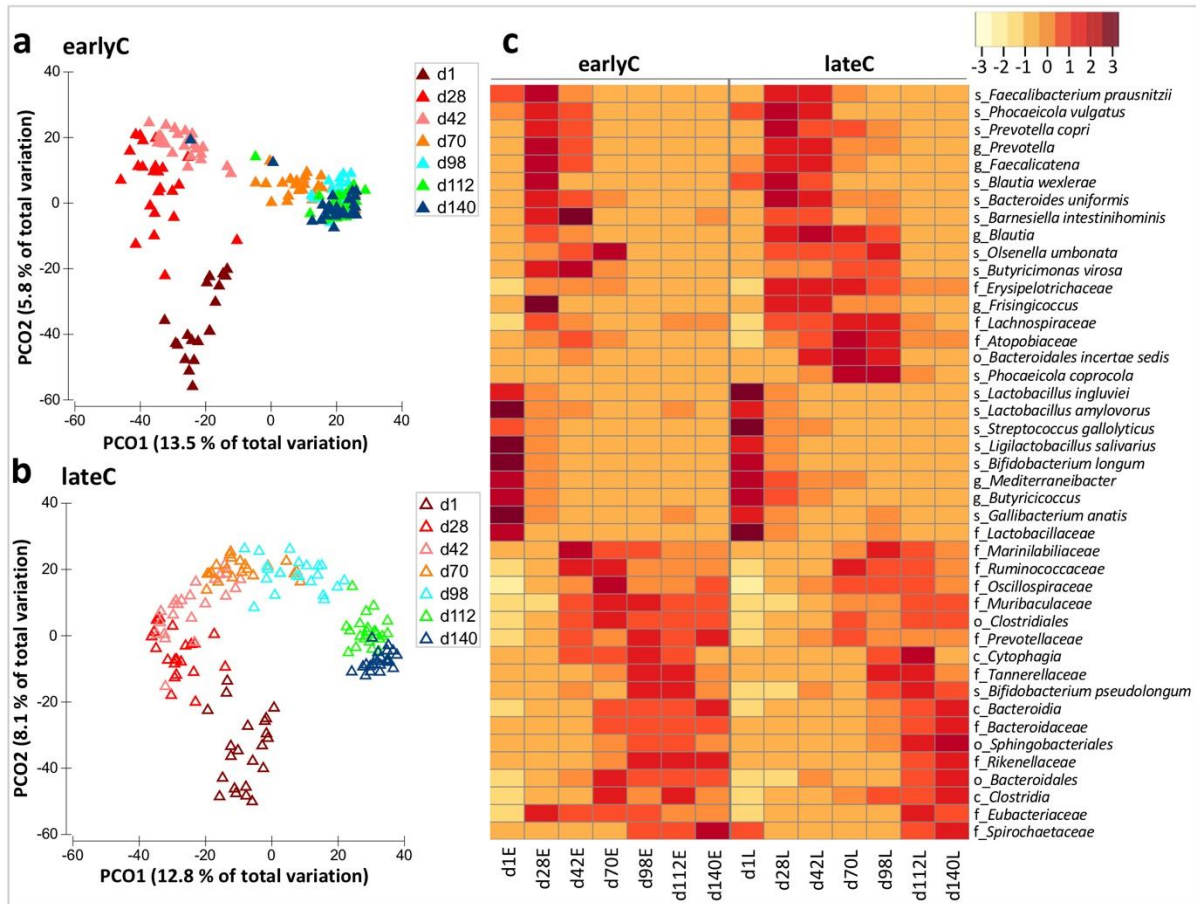 a
earlyC
40
20
0
-20
-40
-60
PCO2 (5.8 % of total variation)
-60
-40
-20
0
20
40
PCO1 (13.5 % of total variation)
d1
d28
d42
d70
d98
d112
d140
b
lateC
40
20
0
-20
-40
-60
PCO2 (8.1 % of total variation)
-60
-40
-20
0
20
40
PCO1 (12.8 % of total variation)
d1
d28
d42
d70
d98
d112
d140
c
-3 -2 -1 0 1 2 3
earlyC
lateC
s_Faecalibacterium prausnitzii
s_Phocaeicola vulgatus
s_Prevotella copri
g_Prevotella
g_Faecalicatena
s_Blautia wexlerae
s_Bacteroides uniformis
s_Barnesiella intestinihominis
g_Blautia
s_Olsenella umbonata
s_Butyricimonas virosa
f_Erysipelotrichaceae
g_Frisingicoccus
f_Lachnospiraceae
f_Atopobiaceae
o_Bacteroidales incertae sedis
s_Phocaeicola coprocola
s_Lactobacillus ingluviei
s_Lactobacillus amylovorus
s_Streptococcus gallolyticus
s_Ligilactobacillus salivarius
s_Bifidobacterium longum
g_Mediterraneibacter
g_Butyricicoccus
s_Gallibacterium anatis
f_Lactobacillaceae
f_Marinilabiliaceae
f_Ruminococcaceae
f_Oscillospiraceae
f_Muribaculaceae
o_Clostridiales
f_Prevotellaceae
c_Cytophagia
f_Tannerellaceae
s_Bifidobacterium pseudolongum
c_Bacteroidia
f_Bacteroidaceae
o_Sphingobacteriales
f_Rikenellaceae
o_Bacteroidales
c_Clostridia
f_Eubacteriaceae
f_Spirochaetaceae
d1E
d28E
d42E
d70E
d98E
d112E
d140E
d1L
d28L
d42L
d70L
d98L
d112L
d140L